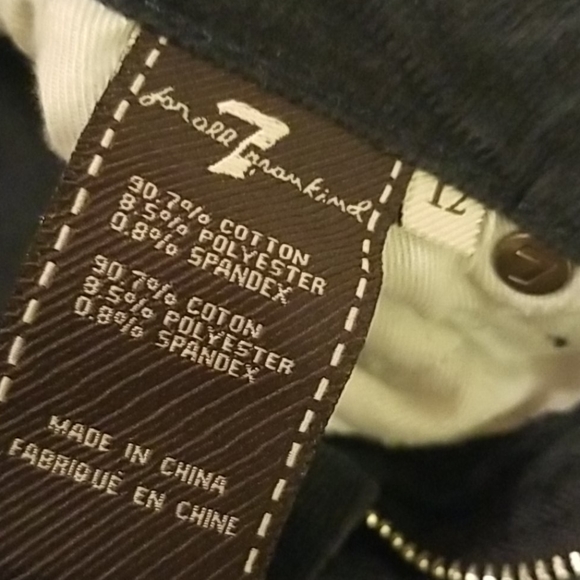 for all 7 mankind
90.7% COTTON
8.5% POLYESTER
0.8% SPANDEX
90.7% COTON
8.5% POLYESTER
0.8% SPANDEX
MADE IN CHINA
FABRIQUÉ EN CHINE
12
7